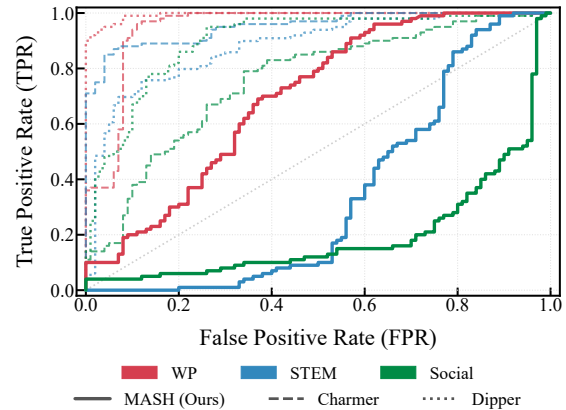 1.0
0.8
0.6
0.4
0.2
0.0
True Positive Rate (TPR)
0.0 0.2 0.4 0.6 0.8 1.0
False Positive Rate (FPR)
WP STEM Social
MASH (Ours) Charmer Dipper